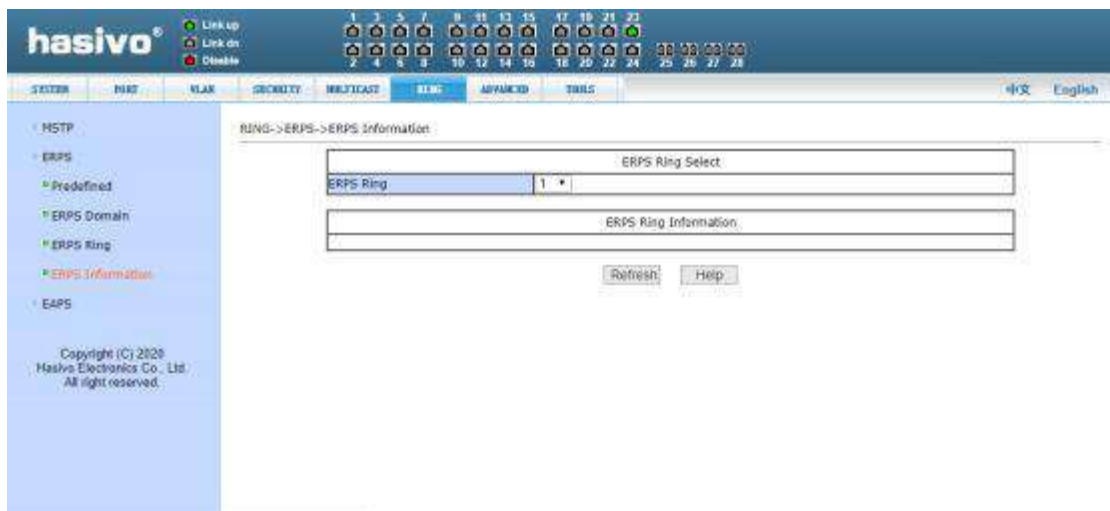 hasivo®
Link up
Link dn
Disable
1 3 5 7 9 11 13 15 17 19 21 23
2 4 6 8 10 12 14 16 18 20 22 24 25 26 27 28
SYSTEM PORT VLAN SECURITY MULTICAST RING ADVANCED TOOLS 中文 English
MSTP
ERPS
Predefined
ERPS Domain
ERPS Ring
ERPS Information
EAPS
Copyright (C) 2020
Hasivo Electronics Co., Ltd.
All right reserved.
RING->ERPS->ERPS Information
ERPS Ring Select
ERPS Ring 1
ERPS Ring Information
Refresh Help